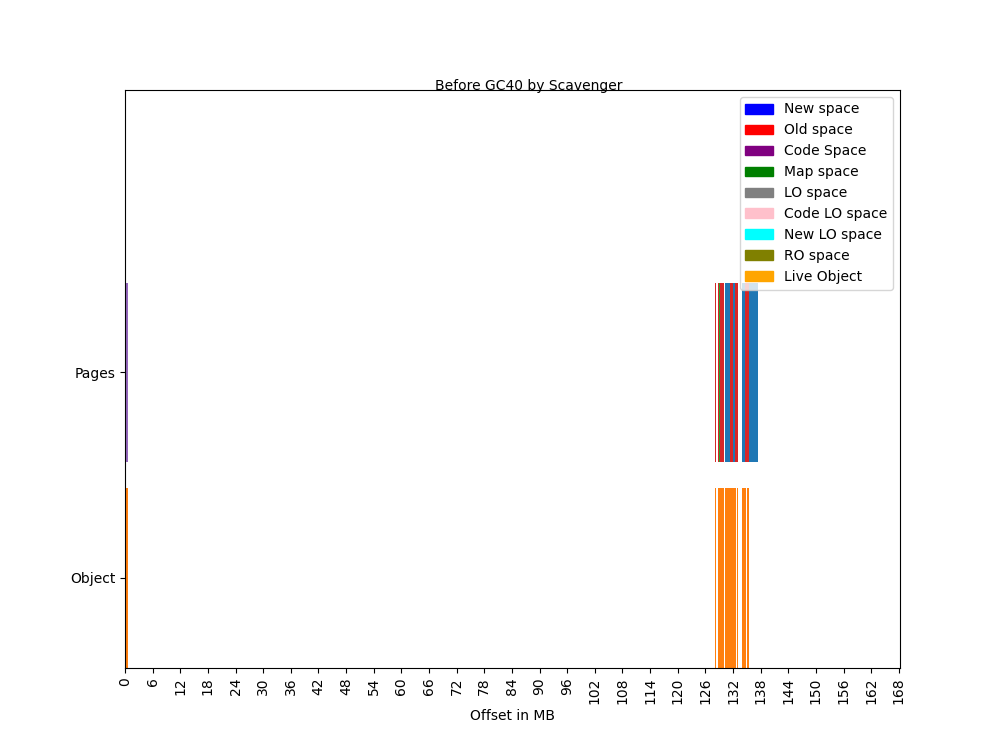 Before GC40 by Scavenger
New space
Old space
Code Space
Map space
LO space
Code LO space
New LO space
RO space
Live Object
Pages
Object
0 6 12 18 24 30 36 42 48 54 60 66 72 78 84 90 96 102 108 114 120 126 132 138 144 150 156 162 168
Offset in MB